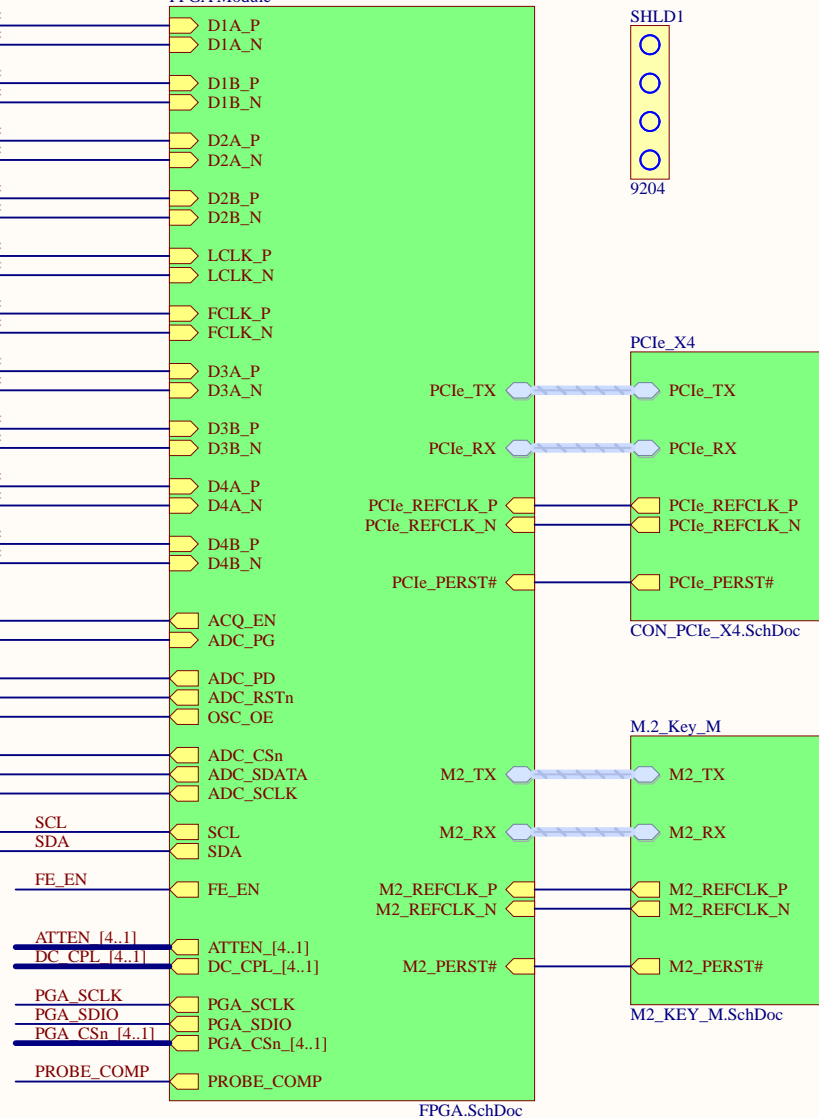 FPGA Module
D1A_P
D1A_N
D1B_P
D1B_N
D2A_P
D2A_N
D2B_P
D2B_N
LCLK_P
LCLK_N
FCLK_P
FCLK_N
D3A_P
D3A_N
D3B_P
D3B_N
D4A_P
D4A_N
D4B_P
D4B_N
ACQ_EN
ADC_PG
ADC_PD
ADC_RSTn
OSC_OE
ADC_CSn
ADC_SDATA
ADC_SCLK
SCL
SCL
SDA
SDA
FE_EN
FE_EN
ATTEN_[4..1]
ATTEN_[4..1]
DC_CPL_[4..1]
DC_CPL_[4..1]
PGA_SCLK
PGA_SCLK
PGA_SDIO
PGA_SDIO
PGA_CSn_[4..1]
PGA_CSn_[4..1]
PROBE_COMP
PROBE_COMP
PCIe_TX
PCIe_RX
PCIe_REFCLK_P
PCIe_REFCLK_N
PCIe_PERST#
M2_TX
M2_RX
M2_REFCLK_P
M2_REFCLK_N
M2_PERST#
FPGA.SchDoc
SHLD1
9204
PCIe_X4
PCIe_TX
PCIe_RX
PCIe_REFCLK_P
PCIe_REFCLK_N
PCIe_PERST#
CON_PCIe_X4.SchDoc
M.2_Key_M
M2_TX
M2_RX
M2_REFCLK_P
M2_REFCLK_N
M2_PERST#
M2_KEY_M.SchDoc